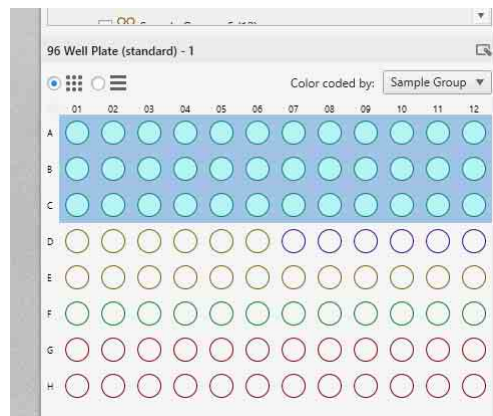 96 Well Plate (standard) - 1
Color coded by: Sample Group
01 02 03 04 05 06 07 08 09 10 11 12
A
B
C
D
E
F
G
H